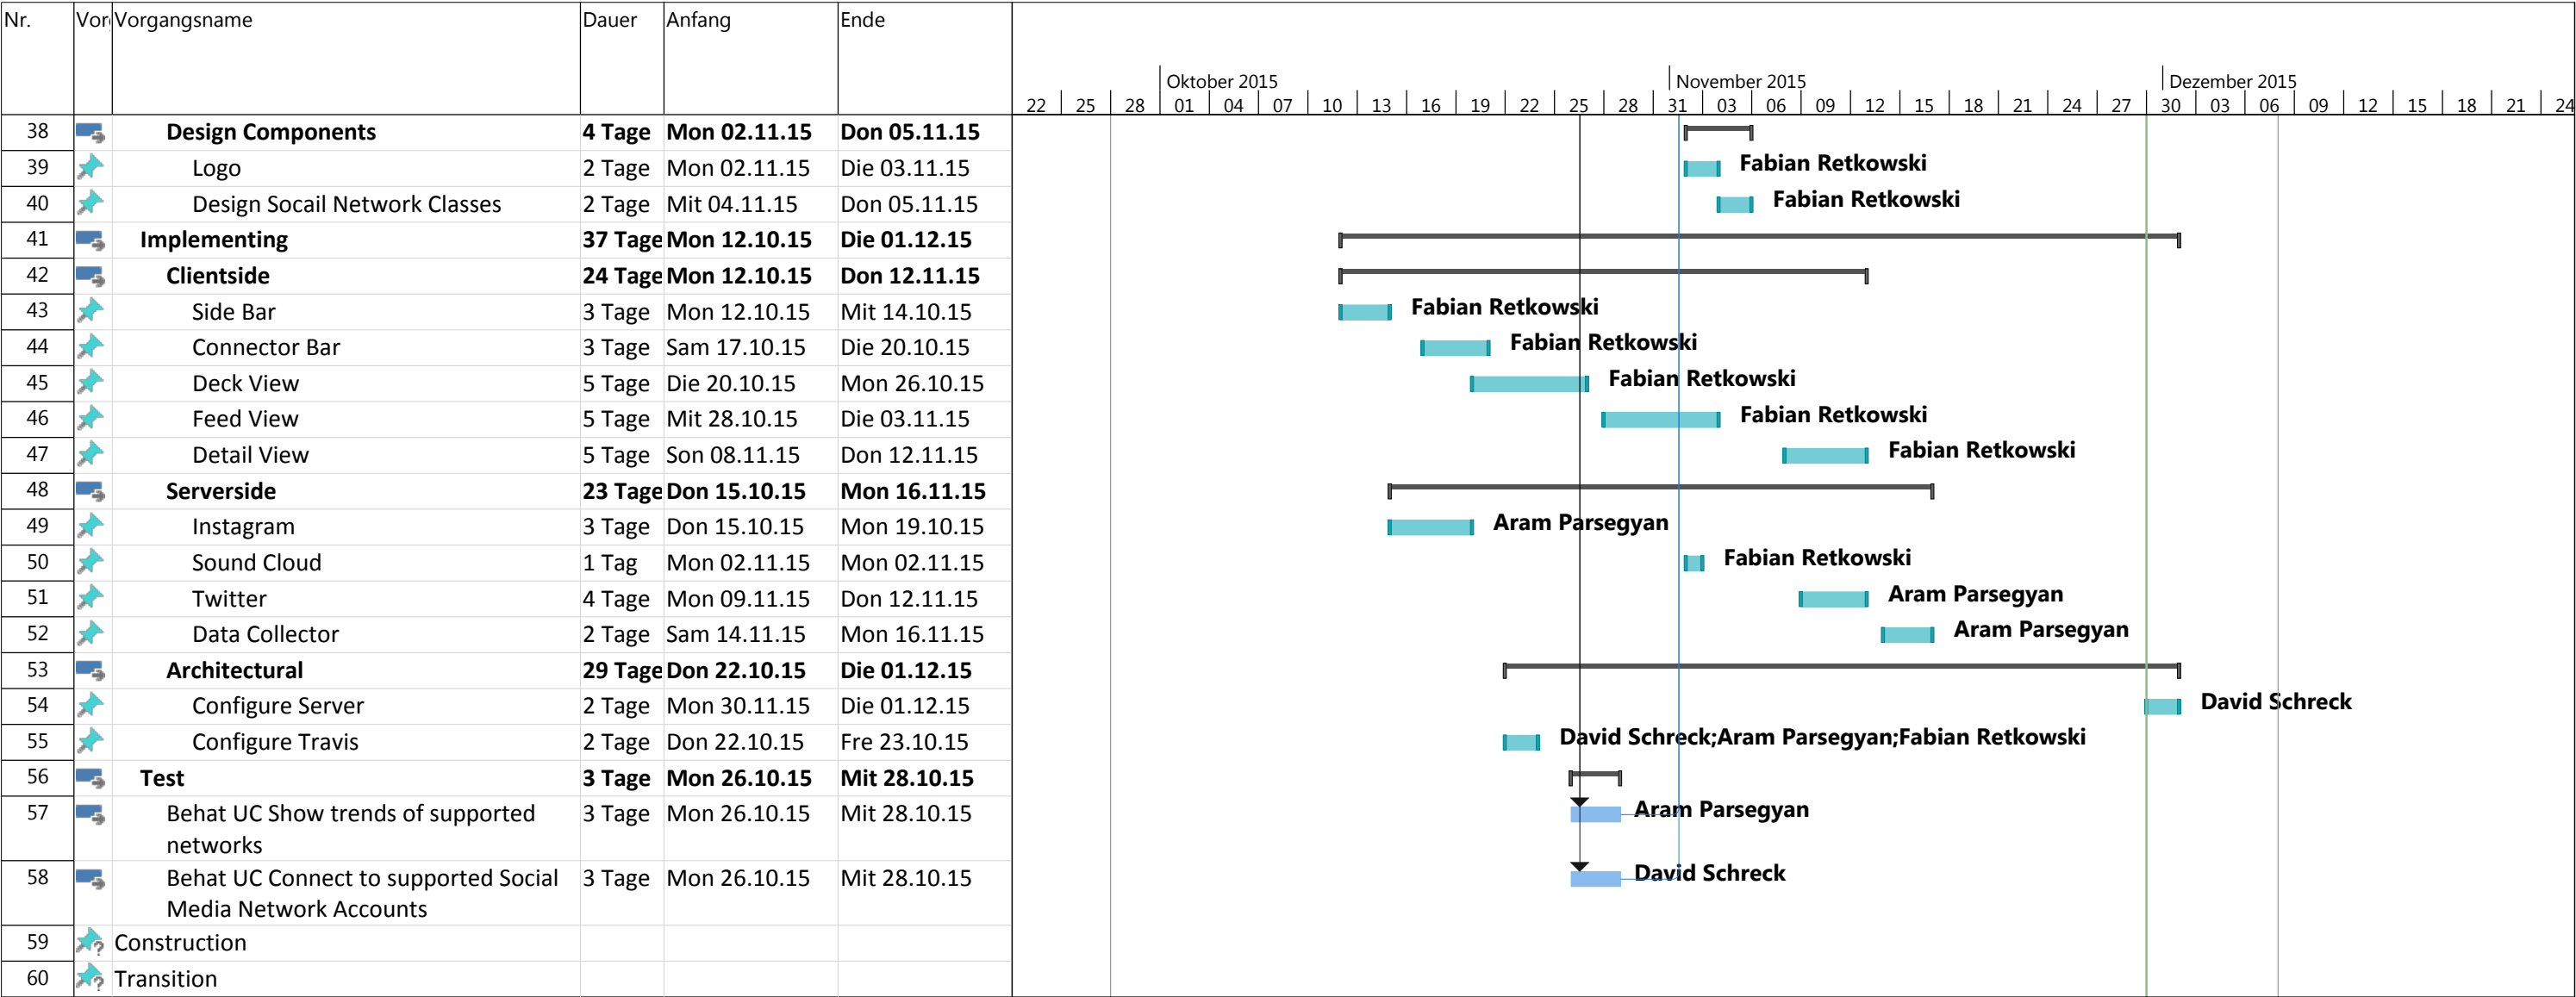 Nr. Vor Vorgangsname Dauer Anfang Ende
Oktober 2015 November 2015 Dezember 2015
22 25 28 01 04 07 10 13 16 19 22 25 28 31 03 06 09 12 15 18 21 24 27 30 03 06 09 12 15 18 21 24
38 Design Components 4 Tage Mon 02.11.15 Don 05.11.15
39 Logo 2 Tage Mon 02.11.15 Die 03.11.15 Fabian Retkowski
40 Design Socail Network Classes 2 Tage Mit 04.11.15 Don 05.11.15 Fabian Retkowski
41 Implementing 37 Tage Mon 12.10.15 Die 01.12.15
42 Clientside 24 Tage Mon 12.10.15 Don 12.11.15
43 Side Bar 3 Tage Mon 12.10.15 Mit 14.10.15 Fabian Retkowski
44 Connector Bar 3 Tage Sam 17.10.15 Die 20.10.15 Fabian Retkowski
45 Deck View 5 Tage Die 20.10.15 Mon 26.10.15 Fabian Retkowski
46 Feed View 5 Tage Mit 28.10.15 Die 03.11.15 Fabian Retkowski
47 Detail View 5 Tage Son 08.11.15 Don 12.11.15 Fabian Retkowski
48 Serverside 23 Tage Don 15.10.15 Mon 16.11.15
49 Instagram 3 Tage Don 15.10.15 Mon 19.10.15 Aram Parsegyan
50 Sound Cloud 1 Tag Mon 02.11.15 Mon 02.11.15 Fabian Retkowski
51 Twitter 4 Tage Mon 09.11.15 Don 12.11.15 Aram Parsegyan
52 Data Collector 2 Tage Sam 14.11.15 Mon 16.11.15 Aram Parsegyan
53 Architectural 29 Tage Don 22.10.15 Die 01.12.15
54 Configure Server 2 Tage Mon 30.11.15 Die 01.12.15 David Schreck
55 Configure Travis 2 Tage Don 22.10.15 Fre 23.10.15 David Schreck;Aram Parsegyan;Fabian Retkowski
56 Test 3 Tage Mon 26.10.15 Mit 28.10.15
57 Behat UC Show trends of supported 3 Tage Mon 26.10.15 Mit 28.10.15 Aram Parsegyan
networks
58 Behat UC Connect to supported Social 3 Tage Mon 26.10.15 Mit 28.10.15 David Schreck
Media Network Accounts
59 Construction
60 Transition